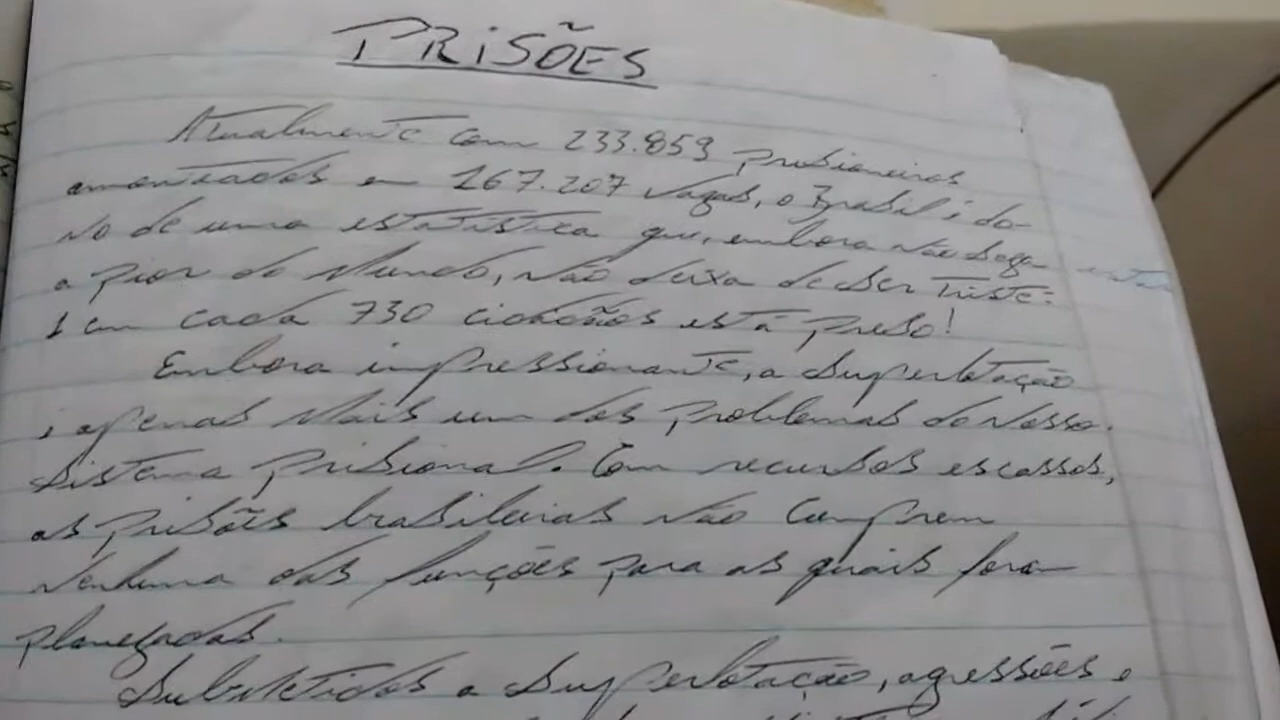 PRISÕES
Atualmente com 233.859 prisioneiros
amontoados em 167.207 vagas, o Brasil é do-
no de uma estatística que, embora não seja
a pior do Mundo, não deixa de ser triste:
1 em cada 730 cidadãos está preso!
Embora impressionante, a superlotação
é apenas Mais um dos problemas do nosso
sistema prisional. Com recursos escassos,
as prisões brasileiras não cumprem
nenhuma das funções para as quais foram
planejadas.
Submetidos a superlotação, agressões e